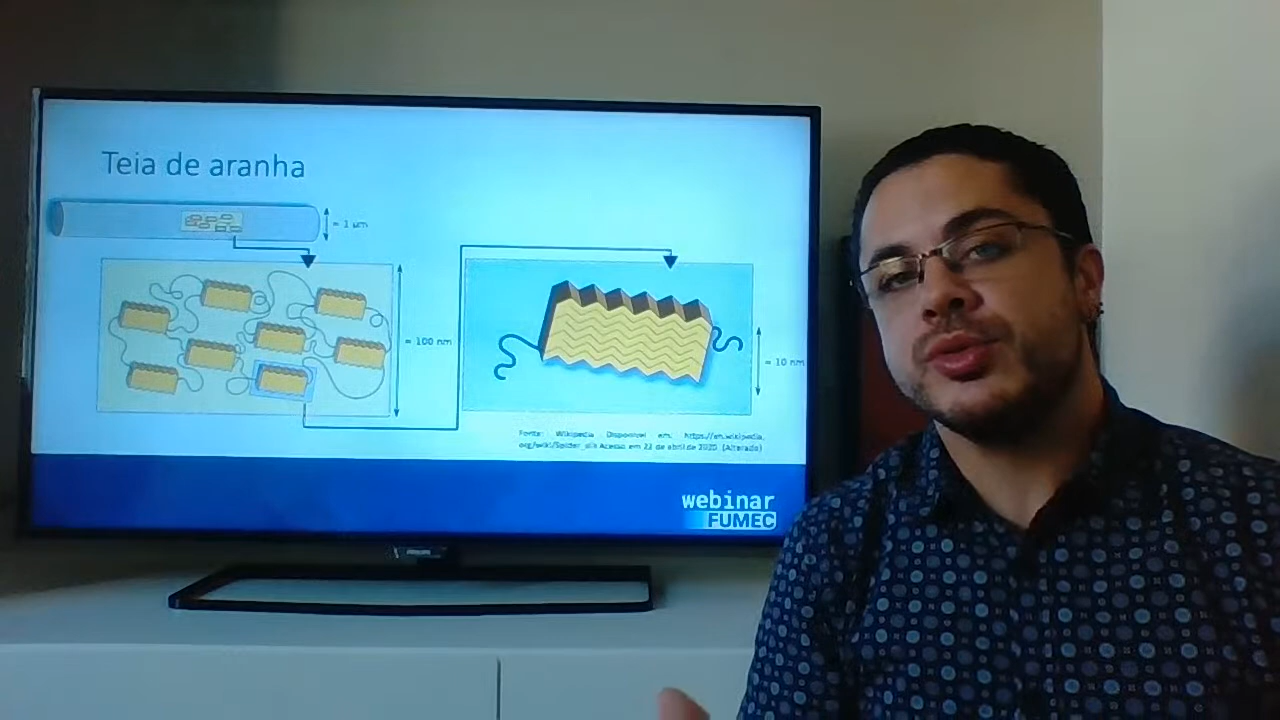 Teia de aranha
≈ 1 µm
≈ 100 nm
≈ 10 nm
Fonte: Wikipedia Disponível em: https://en.wikipedia.
org/wiki/Spider_silk Acesso em 22 de abril de 2020 (Alterado)
webinar
FUMEC
PHILIPS